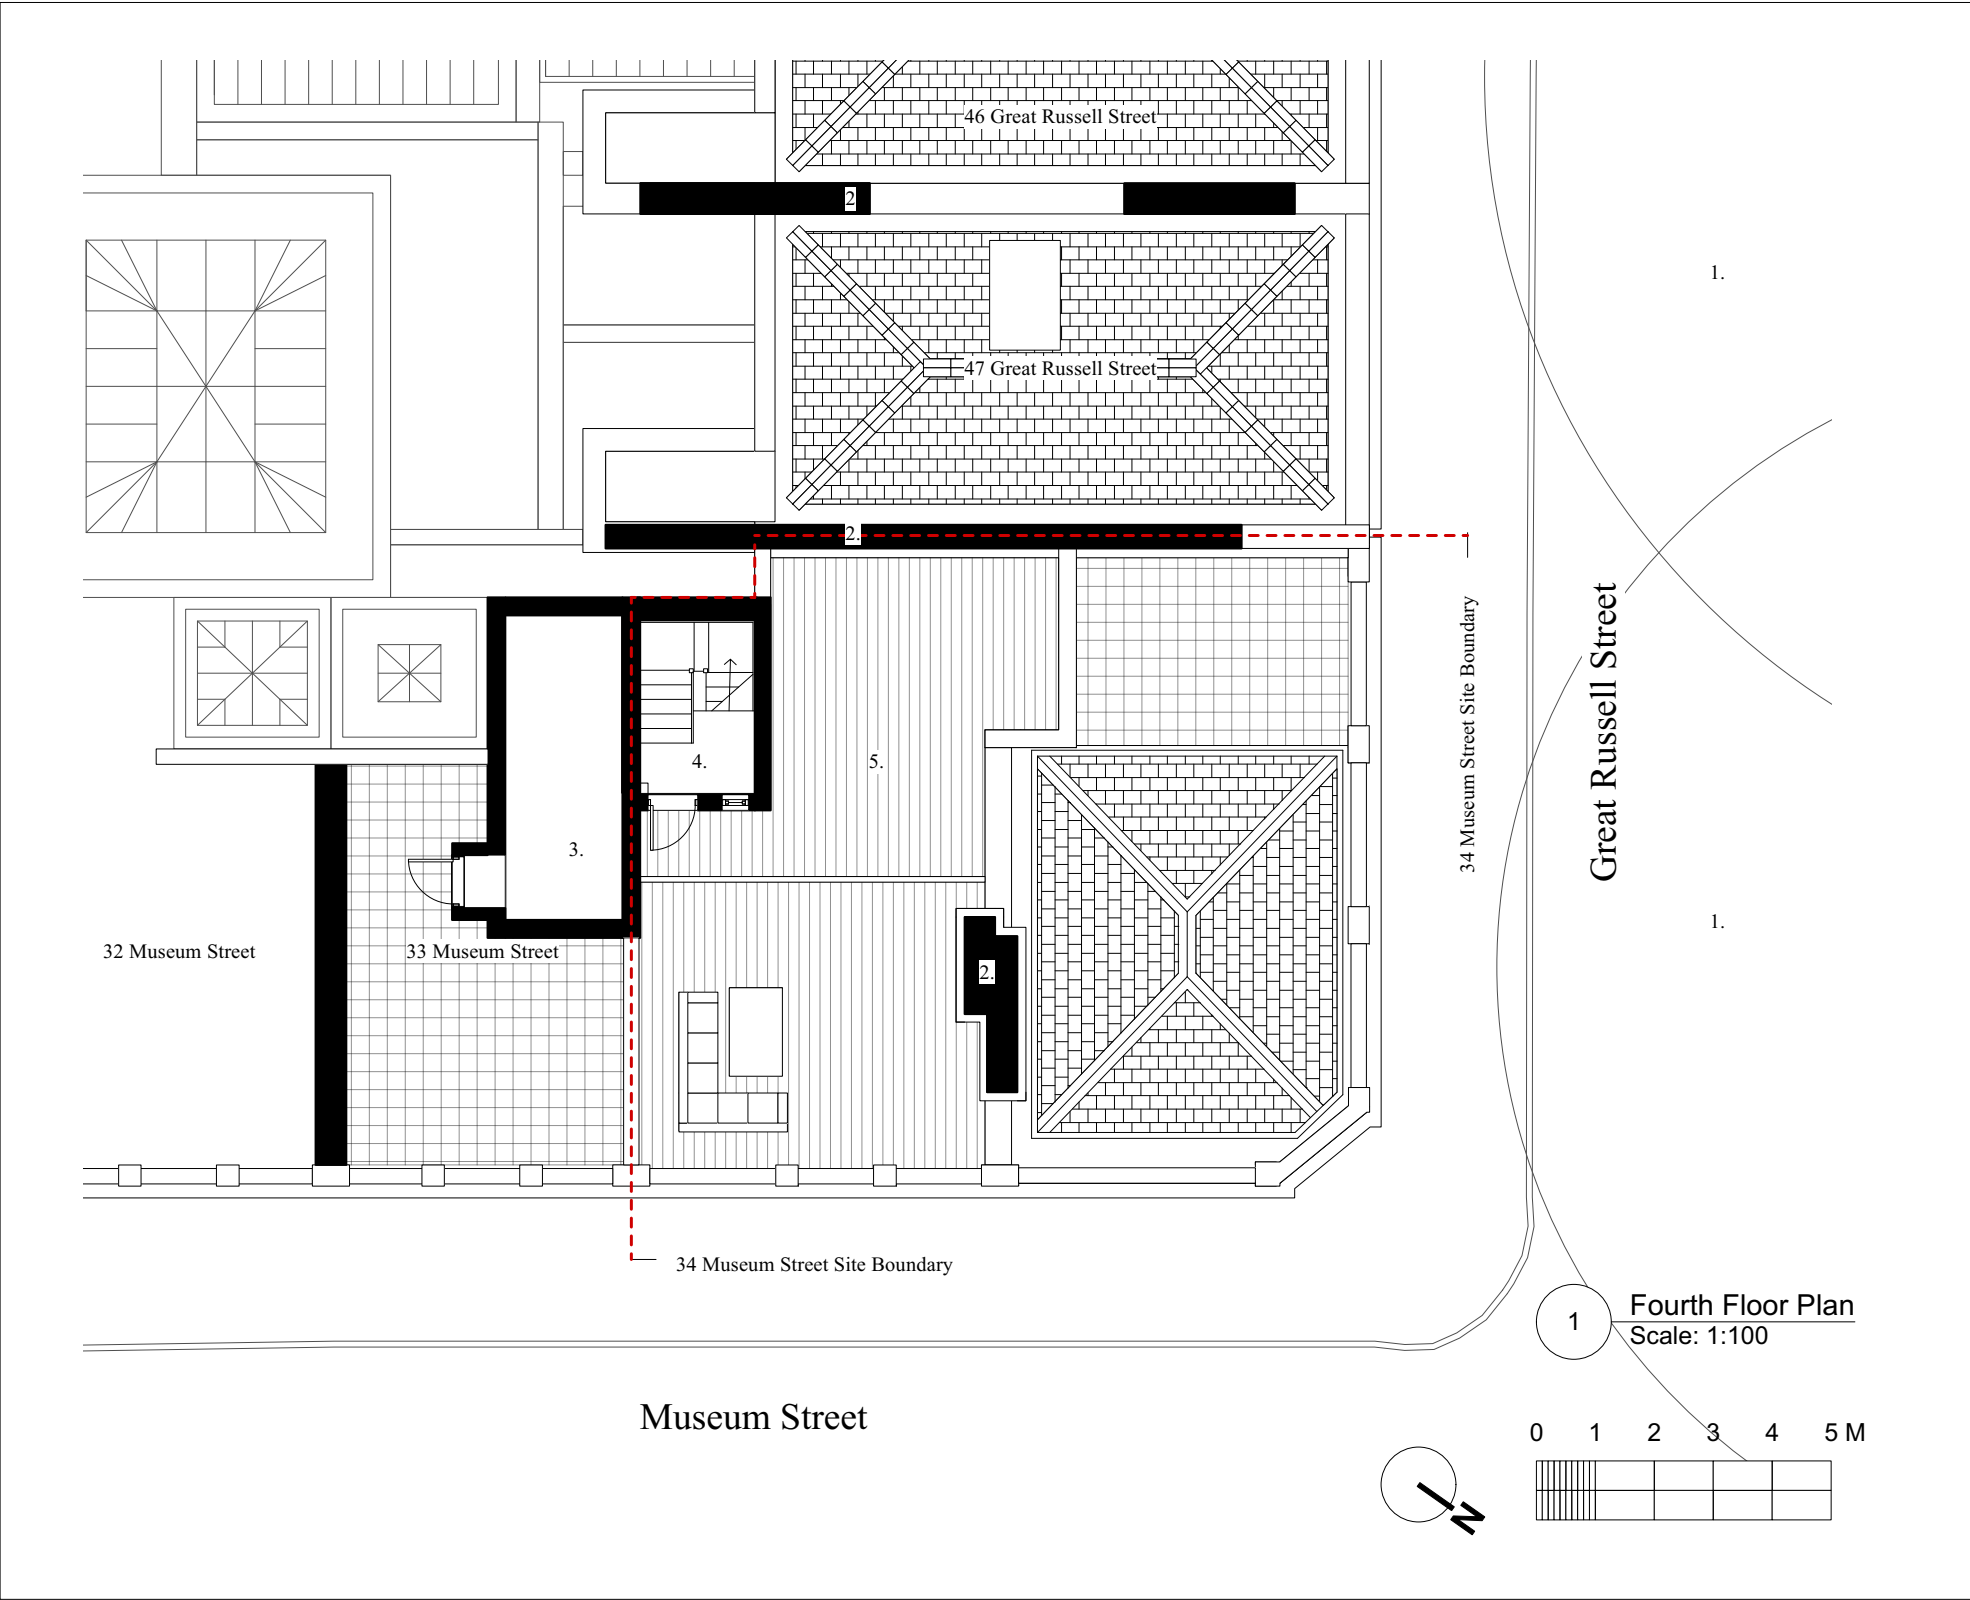 46 Great Russell Street
2
1.
47 Great Russell Street
2.
34 Museum Street Site Boundary
Great Russell Street
4.
5.
3.
1.
32 Museum Street
33 Museum Street
2.
34 Museum Street Site Boundary
1
Fourth Floor Plan
Scale: 1:100
Museum Street
0 1 2 3 4 5 M
N